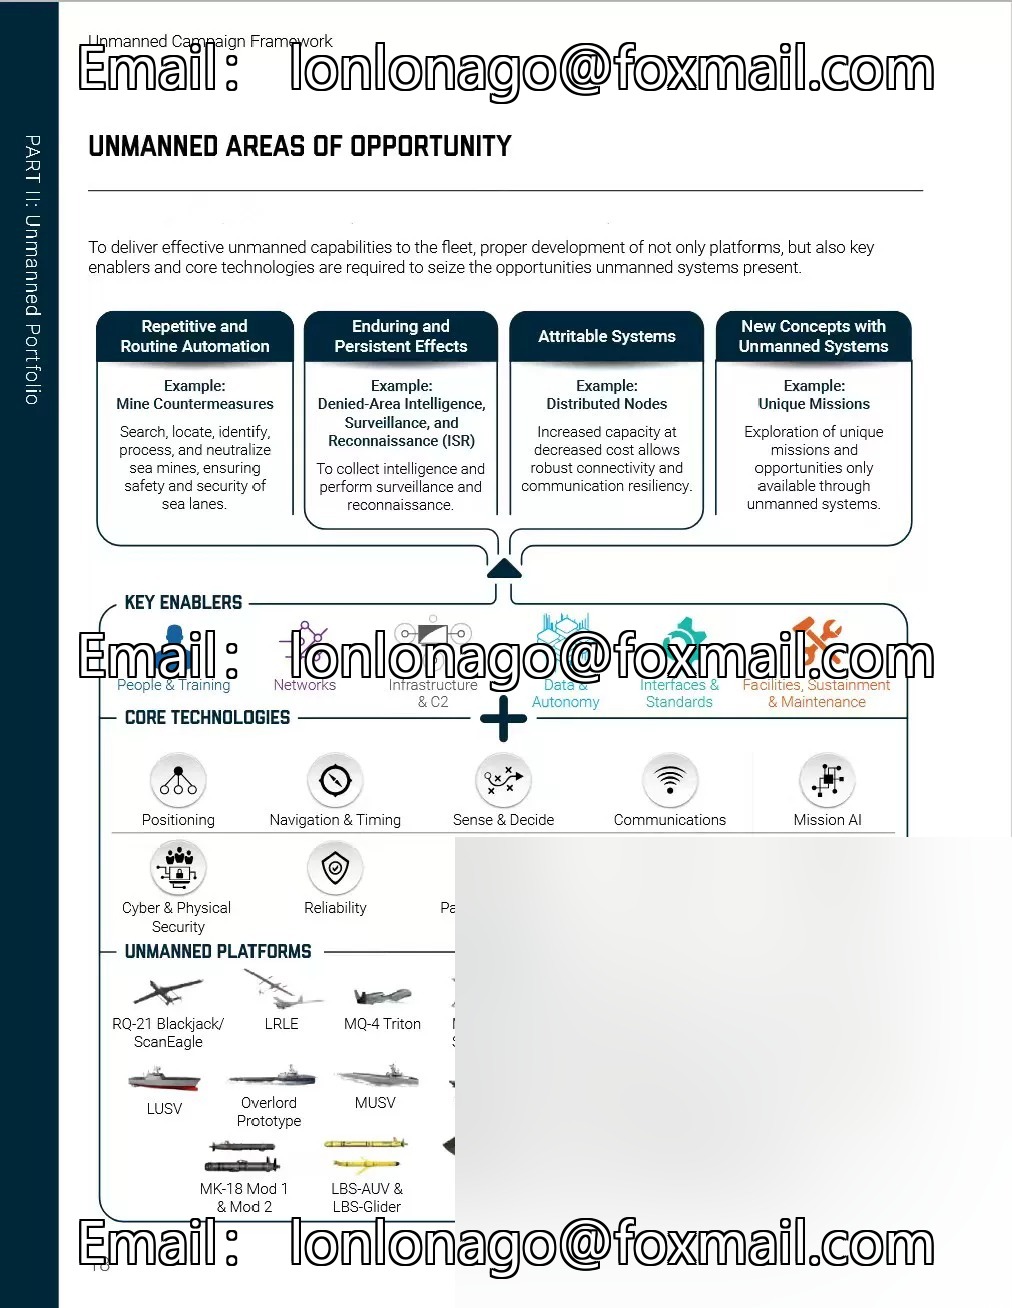 Unmanned Campaign Framework
Email： lonlonago@foxmail.com
PART II: Unmanned Portfolio
UNMANNED AREAS OF OPPORTUNITY
To deliver effective unmanned capabilities to the fleet, proper development of not only platforms, but also key
enablers and core technologies are required to seize the opportunities unmanned systems present.
Repetitive and
Routine Automation
Example:
Mine Countermeasures
Search, locate, identify,
process, and neutralize
sea mines, ensuring
safety and security of
sea lanes.
Enduring and
Persistent Effects
Example:
Denied-Area Intelligence,
Surveillance, and
Reconnaissance (ISR)
To collect intelligence and
perform surveillance and
reconnaissance.
Attritable Systems
Example:
Distributed Nodes
Increased capacity at
decreased cost allows
robust connectivity and
communication resiliency.
New Concepts with
Unmanned Systems
Example:
Unique Missions
Exploration of unique
missions and
opportunities only
available through
unmanned systems.
KEY ENABLERS
Email： lonlonago@foxmail.com
People & Training
Networks
Infrastructure
& C2
Data &
Autonomy
Interfaces &
Standards
Facilities, Sustainment
& Maintenance
CORE TECHNOLOGIES
Positioning
Navigation & Timing
Sense & Decide
Communications
Mission AI
Cyber & Physical
Security
Reliability
Pa
UNMANNED PLATFORMS
RQ-21 Blackjack/
ScanEagle
LRLE
MQ-4 Triton
LUSV
Overlord
Prototype
MUSV
MK-18 Mod 1
& Mod 2
LBS-AUV &
LBS-Glider
Email： lonlonago@foxmail.com